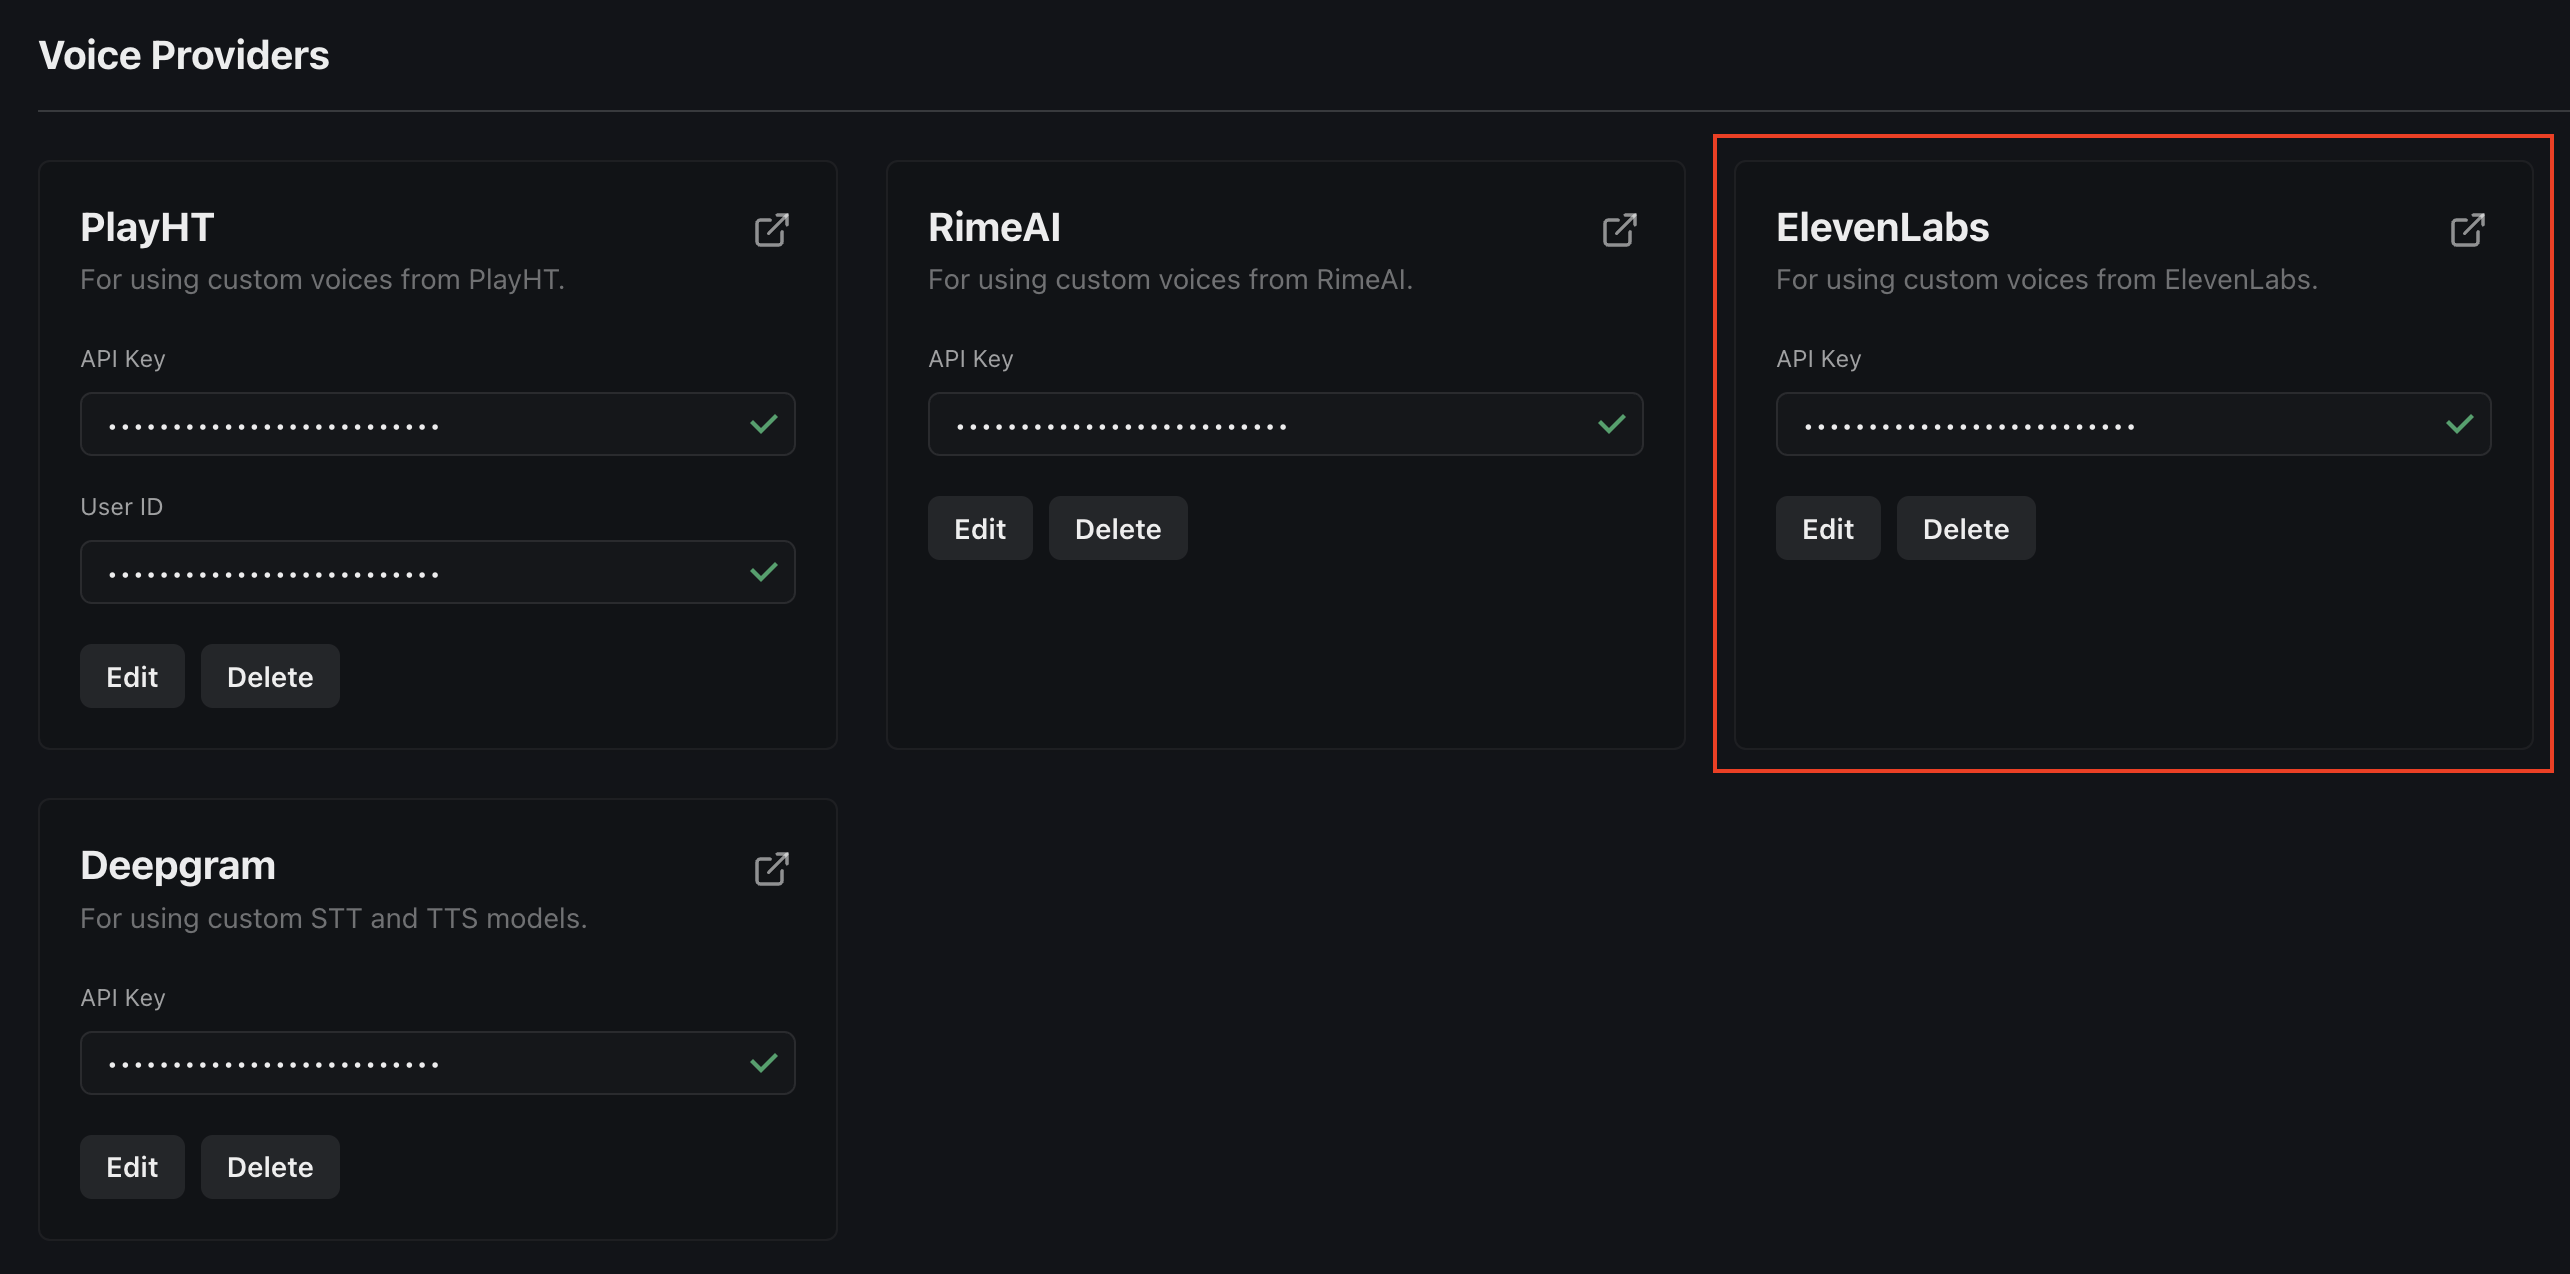 Voice Providers
PlayHT
For using custom voices from PlayHT.
API Key
••••••••••••••••••••••••••
User ID
••••••••••••••••••••••••••
Edit
Delete
RimeAI
For using custom voices from RimeAI.
API Key
••••••••••••••••••••••••••
Edit
Delete
ElevenLabs
For using custom voices from ElevenLabs.
API Key
••••••••••••••••••••••••••
Edit
Delete
Deepgram
For using custom STT and TTS models.
API Key
••••••••••••••••••••••••••
Edit
Delete